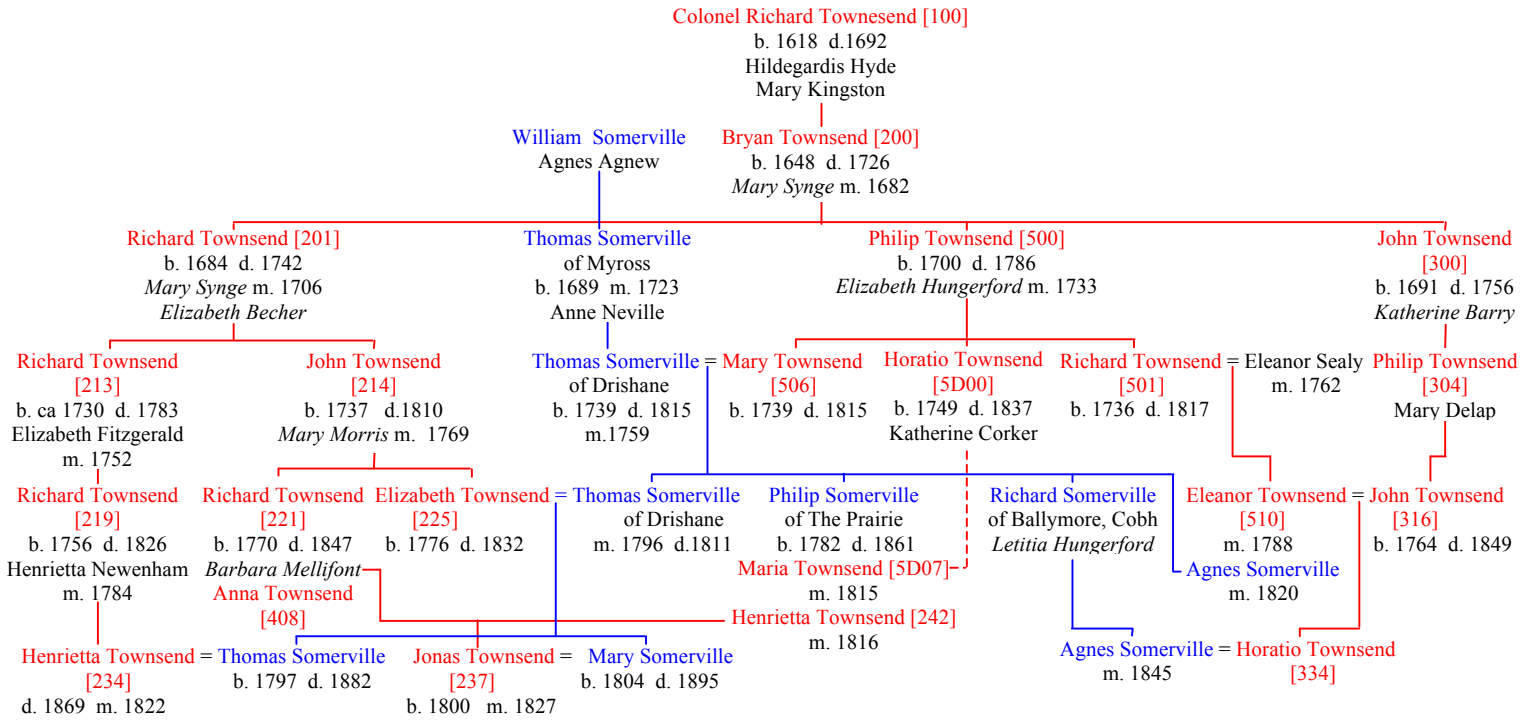 Colonel Richard Townesend [100]
b. 1618  d.1692
Hildegardis Hyde
Mary Kingston
William  Somerville
Agnes Agnew
Bryan Townsend [200]
b. 1648  d. 1726
Mary Synge m. 1682
Richard Townsend [201]
b. 1684  d. 1742
Mary Synge m. 1706
Elizabeth Becher
Thomas Somerville
of Myross
b. 1689  m. 1723
Anne Neville
Philip Townsend [500]
b. 1700  d. 1786
Elizabeth Hungerford m. 1733
John Townsend
[300]
b. 1691  d. 1756
Katherine Barry
Richard Townsend
[213]
b. ca 1730  d. 1783
Elizabeth Fitzgerald
m. 1752
John Townsend
[214]
b. 1737  d.1810
Mary Morris m.  1769
Thomas Somerville =
of Drishane
b. 1739  d. 1815
m.1759
Mary Townsend
[506]
b. 1739  d. 1815
Horatio Townsend
[5D00]
b. 1749  d. 1837
Katherine Corker
Richard Townsend = Eleanor Sealy
[501]
b. 1736  d. 1817
m. 1762
Philip Townsend
[304]
Mary Delap
Richard Townsend
[219]
b. 1756  d. 1826
Henrietta Newenham
m. 1784
Richard Townsend
[221]
b. 1770  d. 1847
Barbara Mellifont
Anna Townsend
[408]
Elizabeth Townsend = Thomas Somerville
[225]
b. 1776  d. 1832
of Drishane
m. 1796  d.1811
Philip Somerville
of The Prairie
b. 1782  d. 1861
Maria Townsend [5D07]
m. 1815
Henrietta Townsend [242]
m. 1816
Richard Somerville
of Ballymore, Cobh
Letitia Hungerford
Eleanor Townsend =
[510]
m. 1788
John Townsend
[316]
b. 1764  d. 1849
Agnes Somerville
m. 1820
Henrietta Townsend = Thomas Somerville
[234]
d. 1869  m. 1822
b. 1797  d. 1882
Jonas Townsend =
[237]
b. 1800   m. 1827
Mary Somerville
b. 1804  d. 1895
Agnes Somerville = Horatio Townsend
m. 1845
[334]